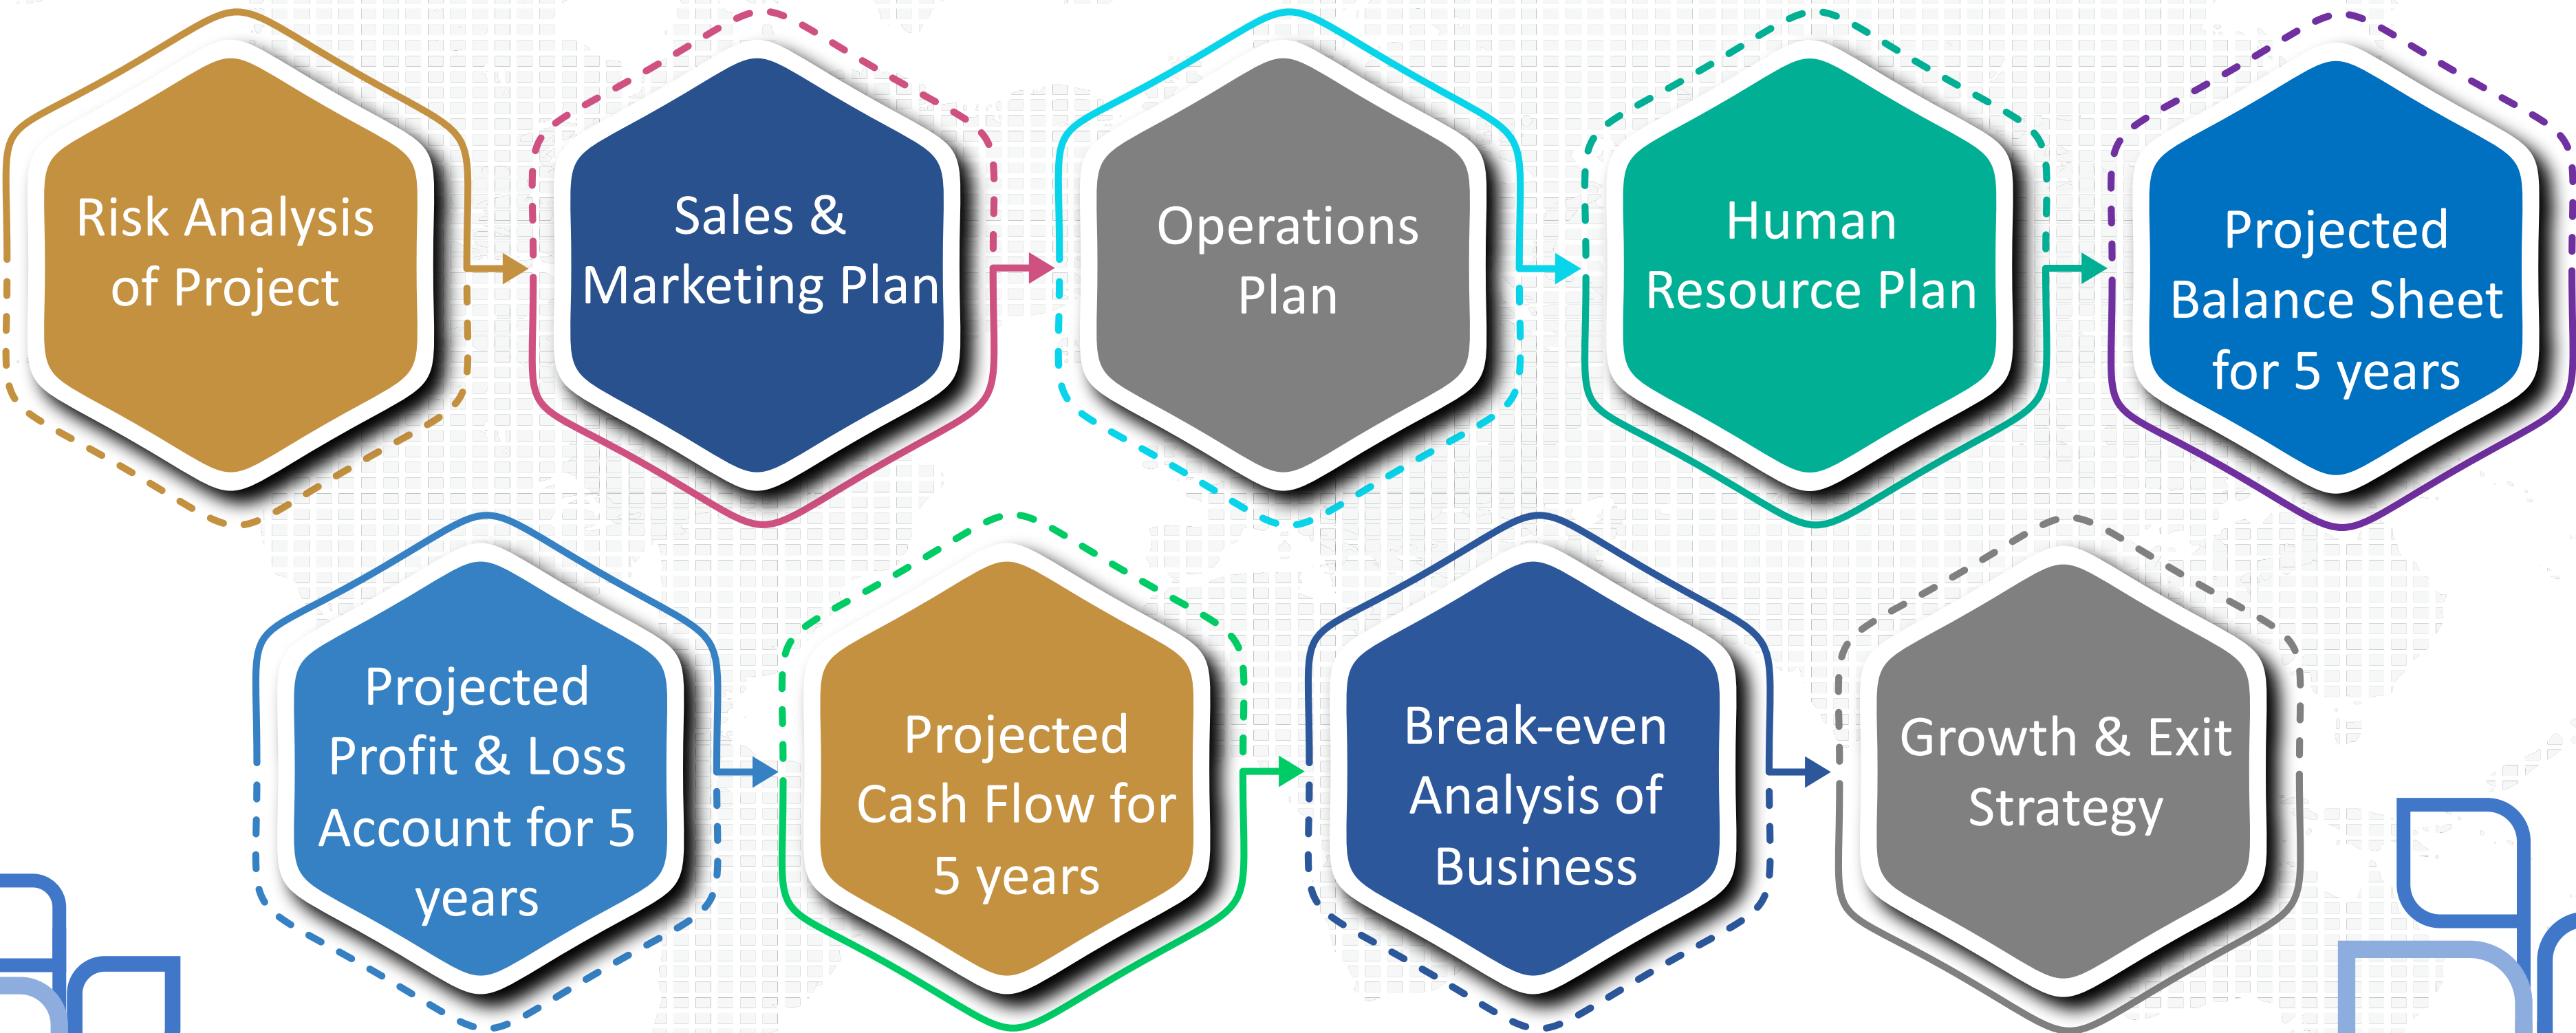 Risk Analysis
of Project
Sales &
Marketing Plan
Operations
Plan
Human
Resource Plan
Projected
Balance Sheet
for 5 years
Projected
Profit & Loss
Account for 5
years
Projected
Cash Flow for
5 years
Break-even
Analysis of
Business
Growth & Exit
Strategy